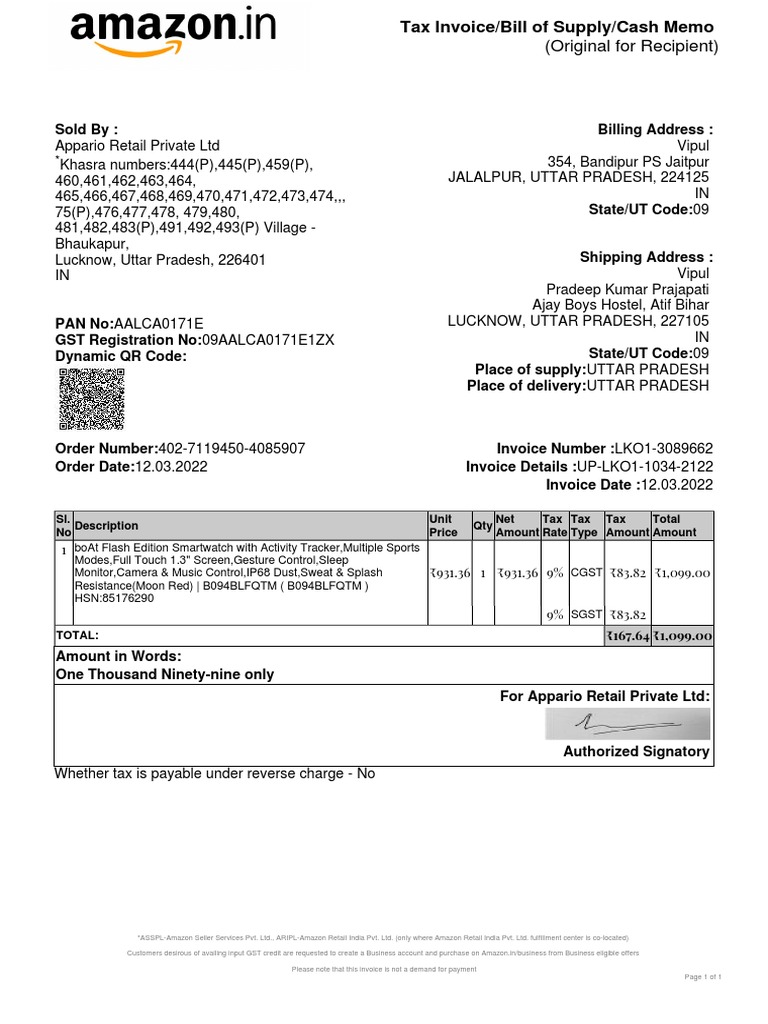 amazon.in
Tax Invoice/Bill of Supply/Cash Memo
(Original for Recipient)
Sold By :
Appario Retail Private Ltd
*Khasra numbers:444(P),445(P),459(P),
460,461,462,463,464,
465,466,467,468,469,470,471,472,473,474,,,
75(P),476,477,478, 479,480,
481,482,483(P),491,492,493(P) Village -
Bhaukapur,
Lucknow, Uttar Pradesh, 226401
IN
Billing Address :
Vipul
354, Bandipur PS Jaitpur
JALALPUR, UTTAR PRADESH, 224125
IN
State/UT Code:09
Shipping Address :
Vipul
Pradeep Kumar Prajapati
Ajay Boys Hostel, Atif Bihar
LUCKNOW, UTTAR PRADESH, 227105
IN
State/UT Code:09
Place of supply:UTTAR PRADESH
Place of delivery:UTTAR PRADESH
PAN No:AALCA0171E
GST Registration No:09AALCA0171E1ZX
Dynamic QR Code:
Order Number:402-7119450-4085907
Order Date:12.03.2022
Invoice Number :LKO1-3089662
Invoice Details :UP-LKO1-1034-2122
Invoice Date :12.03.2022
Sl. No Description Unit Price Qty Net Amount Tax Rate Tax Type Tax Amount Total Amount
1 boAt Flash Edition Smartwatch with Activity Tracker,Multiple Sports
Modes,Full Touch 1.3" Screen,Gesture Control,Sleep
Monitor,Camera & Music Control,IP68 Dust,Sweat & Splash
Resistance(Moon Red) | B094BLFQTM ( B094BLFQTM )
HSN:85176290
₹931.36 1 ₹931.36 9% CGST ₹83.82 ₹1,099.00
9% SGST ₹83.82
TOTAL: ₹167.64 ₹1,099.00
Amount in Words:
One Thousand Ninety-nine only
For Appario Retail Private Ltd:
Authorized Signatory
Whether tax is payable under reverse charge - No
*ASSPL-Amazon Seller Services Pvt. Ltd., ARIPL-Amazon Retail India Pvt. Ltd. (only where Amazon Retail India Pvt. Ltd. fulfillment center is co-located)
Customers desirous of availing input GST credit are requested to create a Business account and purchase on Amazon.in/business from Business eligible offers
Please note that this invoice is not a demand for payment
Page 1 of 1